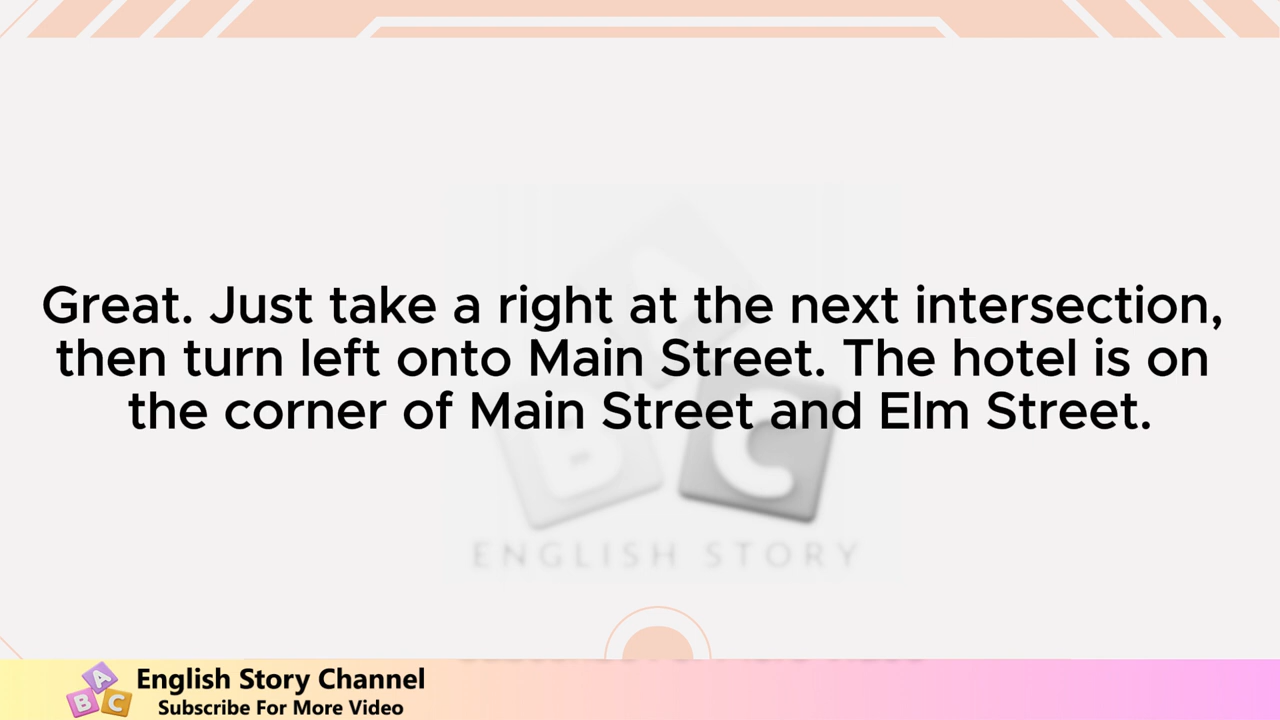 Great. Just take a right at the next intersection,
then turn left onto Main Street. The hotel is on
the corner of Main Street and Elm Street.
B C
ENGLISH STORY
A
B C
English Story Channel
Subscribe For More Video